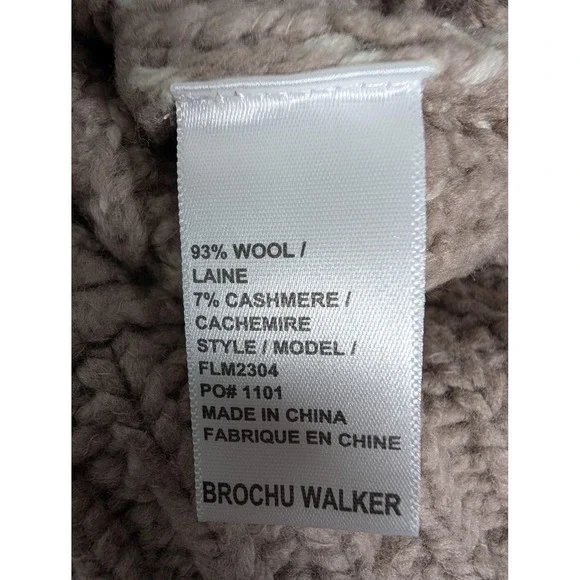 93% WOOL /
LAINE
7% CASHMERE /
CACHEMIRE
STYLE / MODEL /
FLM2304
PO# 1101
MADE IN CHINA
FABRIQUE EN CHINE
BROCHU WALKER